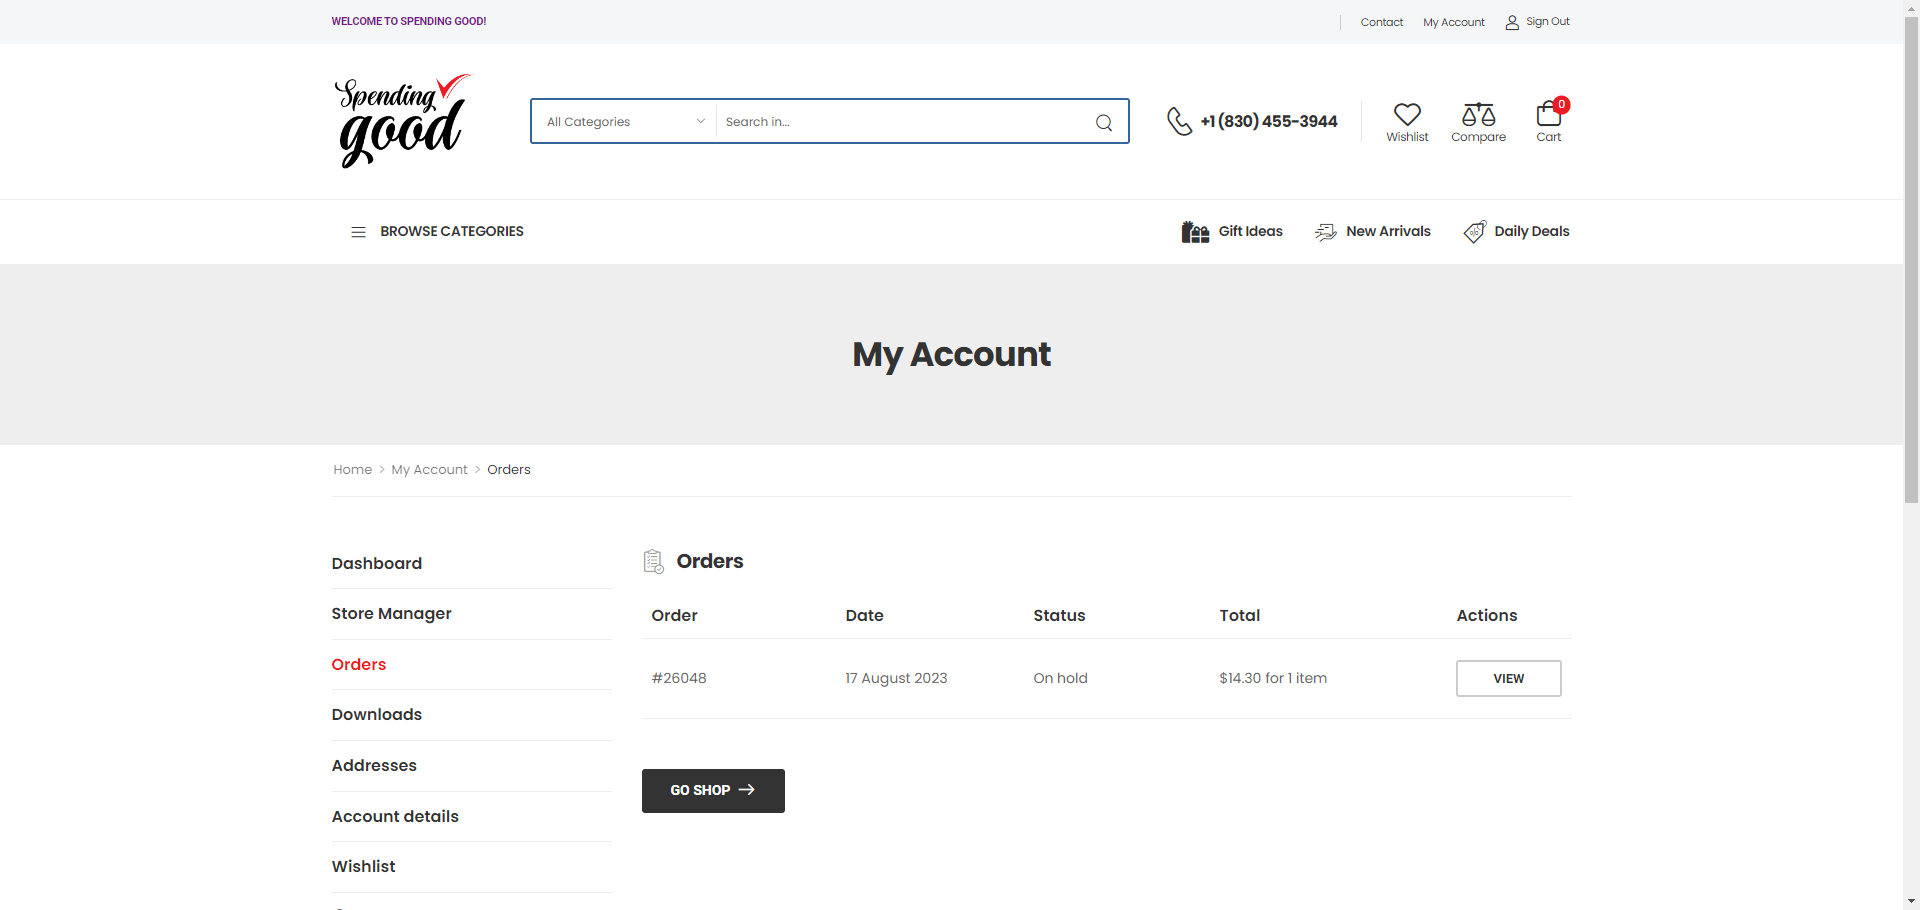 WELCOME TO SPENDING GOOD!
Contact My Account Sign Out
Spending
good
All Categories Search in...
+1 (830) 455-3944
Wishlist Compare 0 Cart
BROWSE CATEGORIES
Gift Ideas New Arrivals Daily Deals
My Account
Home > My Account > Orders
Dashboard
Store Manager
Orders
Downloads
Addresses
Account details
Wishlist
Orders
Order Date Status Total Actions
#26048 17 August 2023 On hold $14.30 for 1 item VIEW
GO SHOP